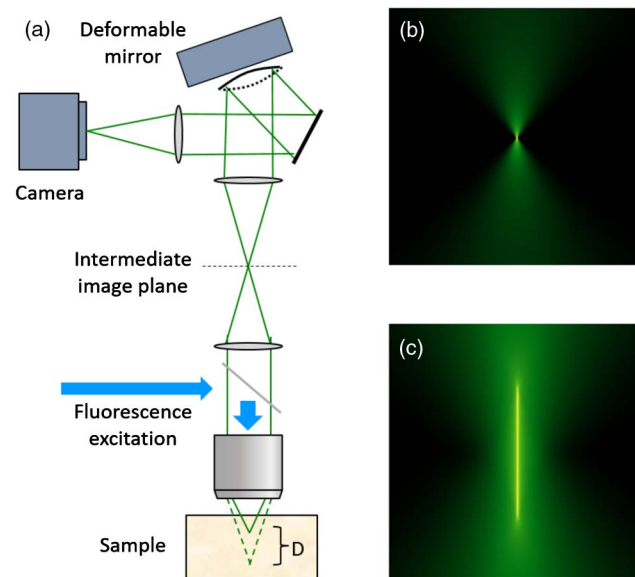 (a)
Deformable
mirror
Camera
Intermediate
image plane
Fluorescence
excitation
Sample
D
(b)
(c)